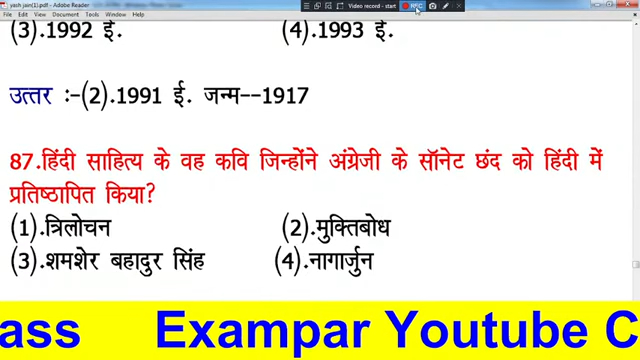 yash jain(1).pdf - Adobe Reader
File Edit View Window Help
Video record - start
REC
(3).1992 ई. (4).1993 ई.
उत्तर :-(2).1991 ई. जन्म--1917
87.हिंदी साहित्य के वह कवि जिन्होंने अंग्रेजी के सॉनेट छंद को हिंदी में
प्रतिष्ठापित किया?
(1).त्रिलोचन (2).मुक्तिबोध
(3).शमशेर बहादुर सिंह (4).नागार्जुन
ass Exampar Youtube C